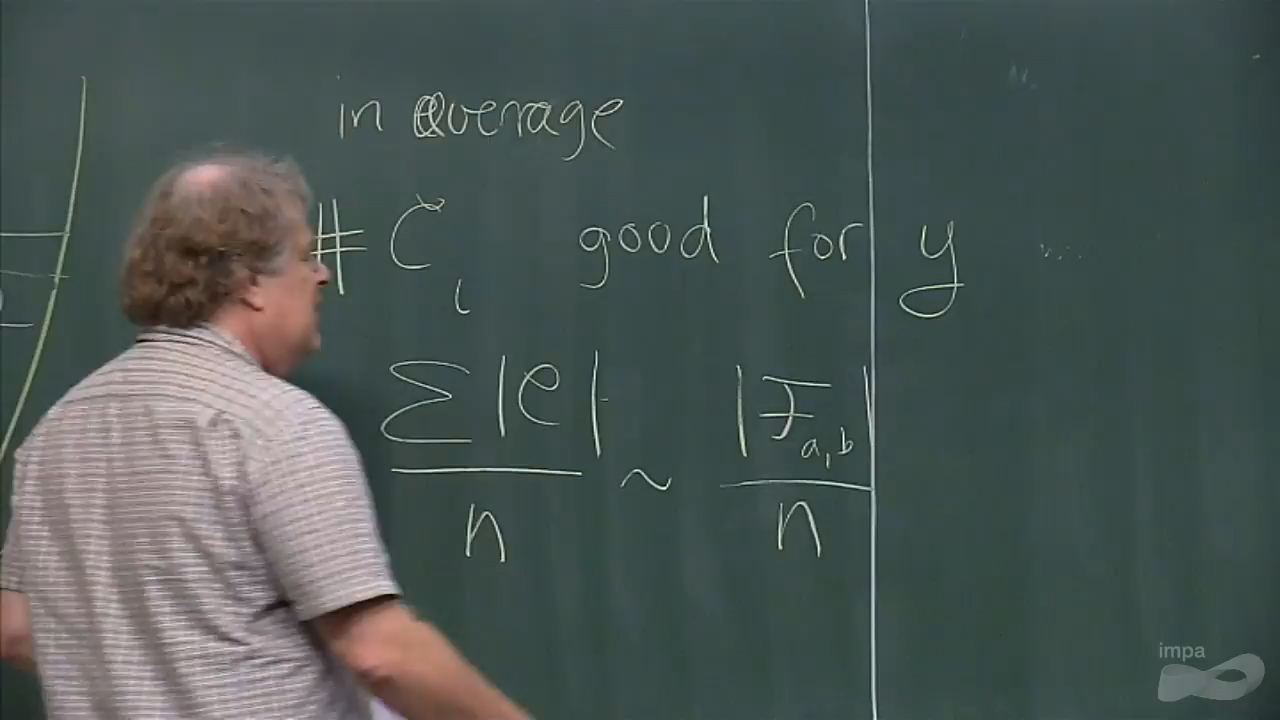 in average
# C_i good for y
Σ|C| / n ~ |F_{a,b}| / n
impa